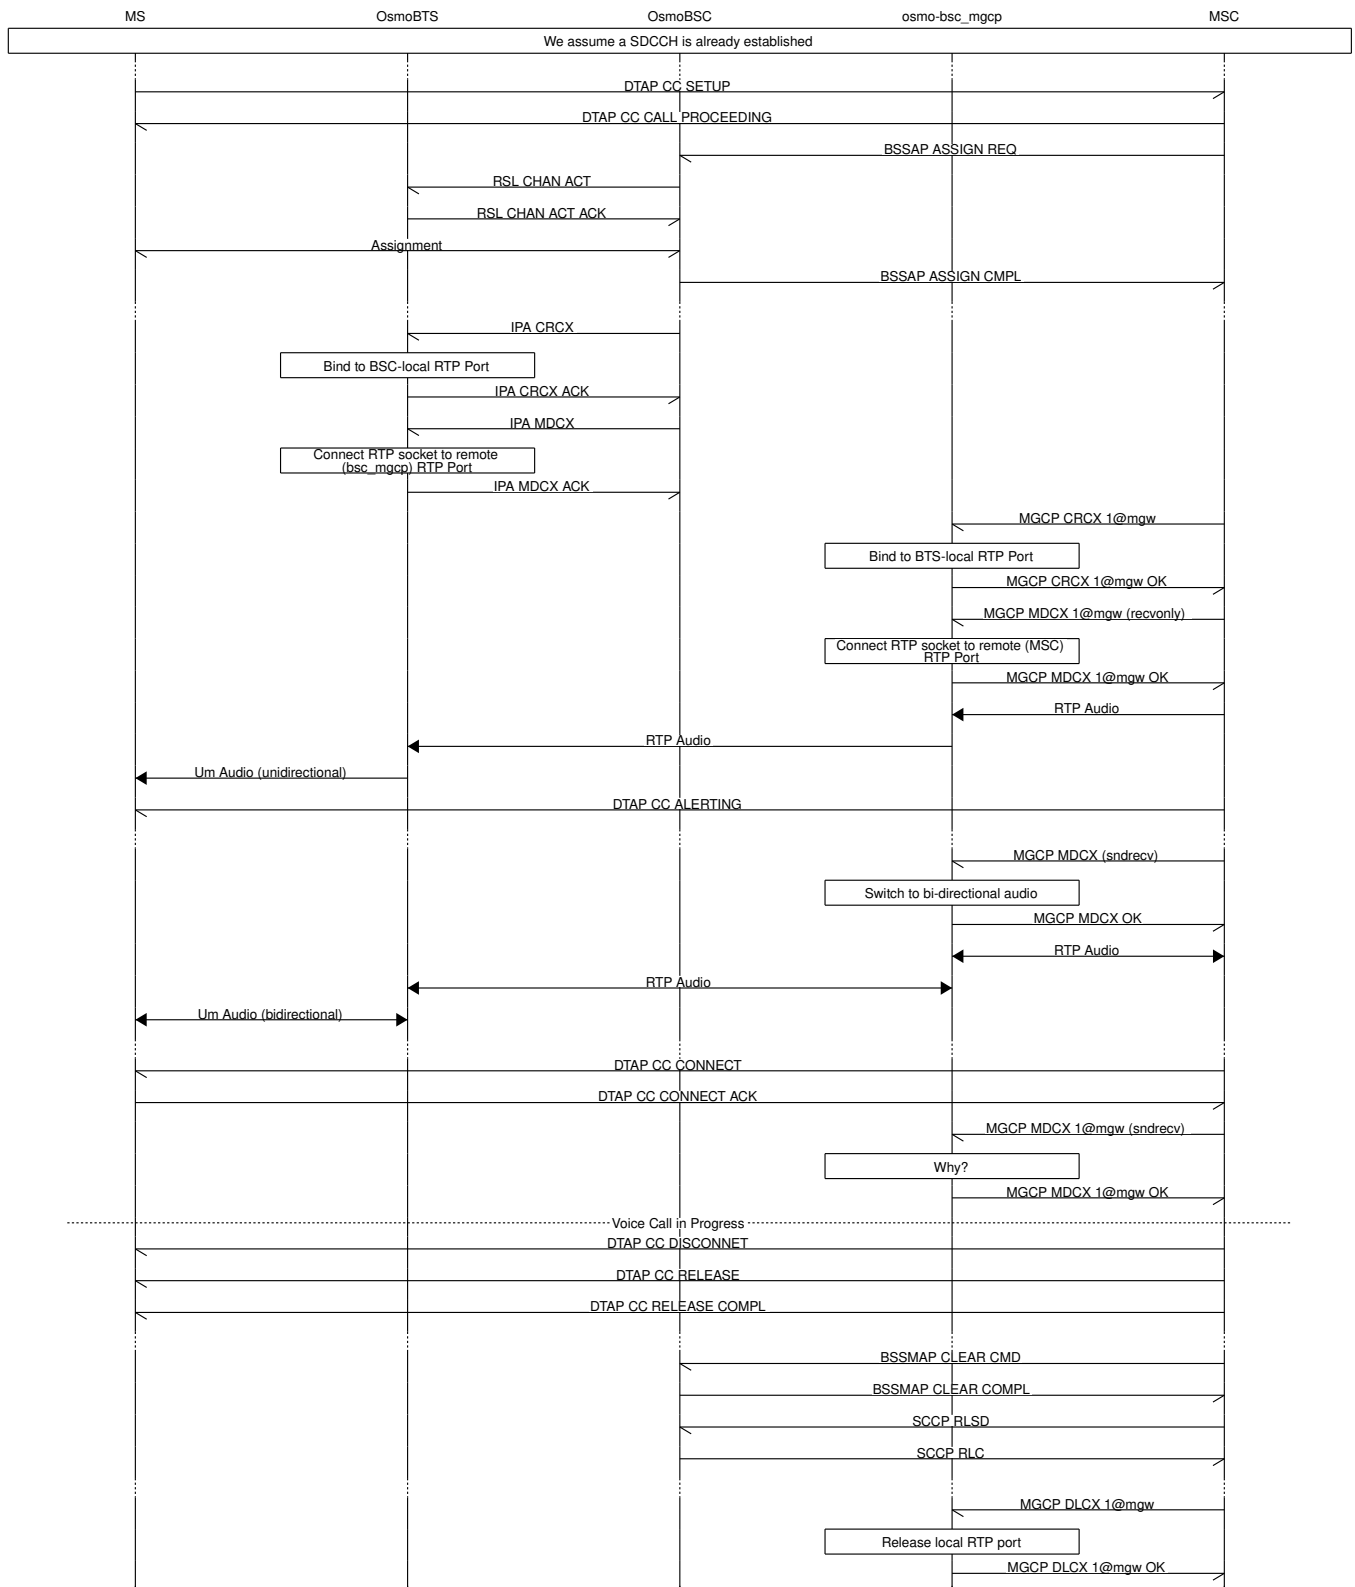 MS OsmoBTS OsmoBSC osmo-bsc_mgcp MSC
We assume a SDCCH is already established
DTAP CC SETUP
DTAP CC CALL PROCEEDING
BSSAP ASSIGN REQ
RSL CHAN ACT
RSL CHAN ACT ACK
Assignment
BSSAP ASSIGN CMPL
IPA CRCX
Bind to BSC-local RTP Port
IPA CRCX ACK
IPA MDCX
Connect RTP socket to remote
(bsc_mgcp) RTP Port
IPA MDCX ACK
MGCP CRCX 1@mgw
Bind to BTS-local RTP Port
MGCP CRCX 1@mgw OK
MGCP MDCX 1@mgw (recvonly)
Connect RTP socket to remote (MSC)
RTP Port
MGCP MDCX 1@mgw OK
RTP Audio
RTP Audio
Um Audio (unidirectional)
DTAP CC ALERTING
MGCP MDCX (sndrecv)
Switch to bi-directional audio
MGCP MDCX OK
RTP Audio
RTP Audio
Um Audio (bidirectional)
DTAP CC CONNECT
DTAP CC CONNECT ACK
MGCP MDCX 1@mgw (sndrecv)
Why?
MGCP MDCX 1@mgw OK
Voice Call in Progress
DTAP CC DISCONNET
DTAP CC RELEASE
DTAP CC RELEASE COMPL
BSSMAP CLEAR CMD
BSSMAP CLEAR COMPL
SCCP RLSD
SCCP RLC
MGCP DLCX 1@mgw
Release local RTP port
MGCP DLCX 1@mgw OK